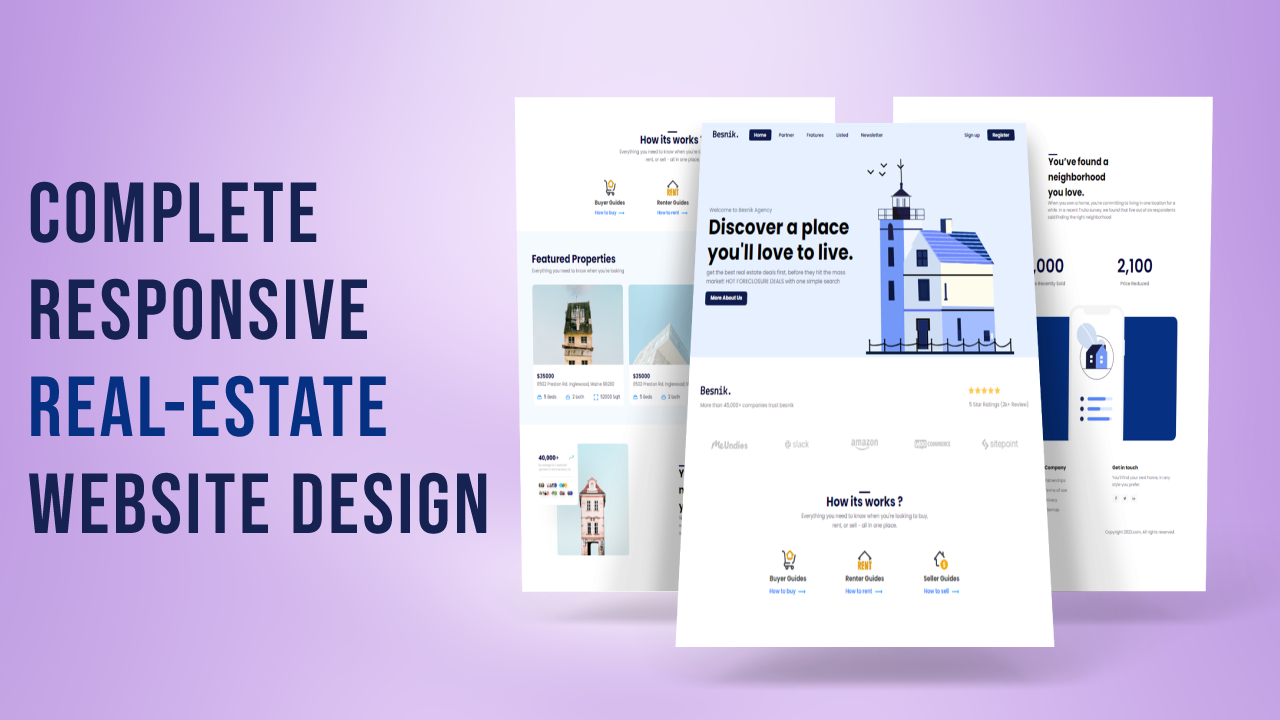 COMPLETE
RESPONSIVE
REAL-ESTATE
WEBSITE DESIGN
How its works
Everything you need to know when you're
rent, or sell - all in one place.
Buyer Guides
Renter Guides
How to buy
How to rent
Featured Properties
Everything you need to know when you're looking
$35000
$35000
8502 Preston Rd. Inglewood, Maine 98280
8502 Preston Rd. Inglewood, M
5 Beds
2 Bath
$2000 Sqft
5 Beds
2 Bath
40,000+
Besnik.
Home
Partner
Features
Listed
Newsletter
Sign up
Register
Welcome to Besnik Agency
Discover a place
you'll love to live.
get the best real estate deals first, before they hit the mass
market! HOT FORECLOSURE DEALS with one simple search
More About Us
Besnik.
More than 45,000+ companies trust besnik
5 Star Ratings (2k+ Review)
MeUndies
slack
amazon
WOO COMMERCE
sitepoint
How its works ?
Everything you need to know when you're looking to buy,
rent, or sell - all in one place.
RENT
Buyer Guides
Renter Guides
Seller Guides
How to buy
How to rent
How to sell
You've found a
neighborhood
you love.
When you own a home, you're committing to living in one location for a
while. In a recent Trulia survey, we found that five out of six respondents
said finding the right neighborhood
,000
2,100
Recently Sold
Price Reduced
Company
Get in touch
You'll find your next home, in any
style you prefer.
Copyright 2022.com. All rights reserved.